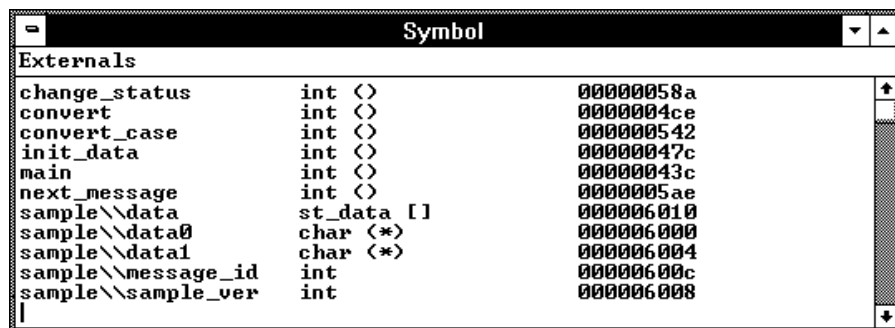 Symbol
Externals
change_status int () 00000058a
convert int () 0000004ce
convert_case int () 000000542
init_data int () 00000047c
main int () 00000043c
next_message int () 0000005ae
sample\\data st_data [] 000006010
sample\\data0 char (*) 000006000
sample\\data1 char (*) 000006004
sample\\message_id int 00000600c
sample\\sample_ver int 000006008